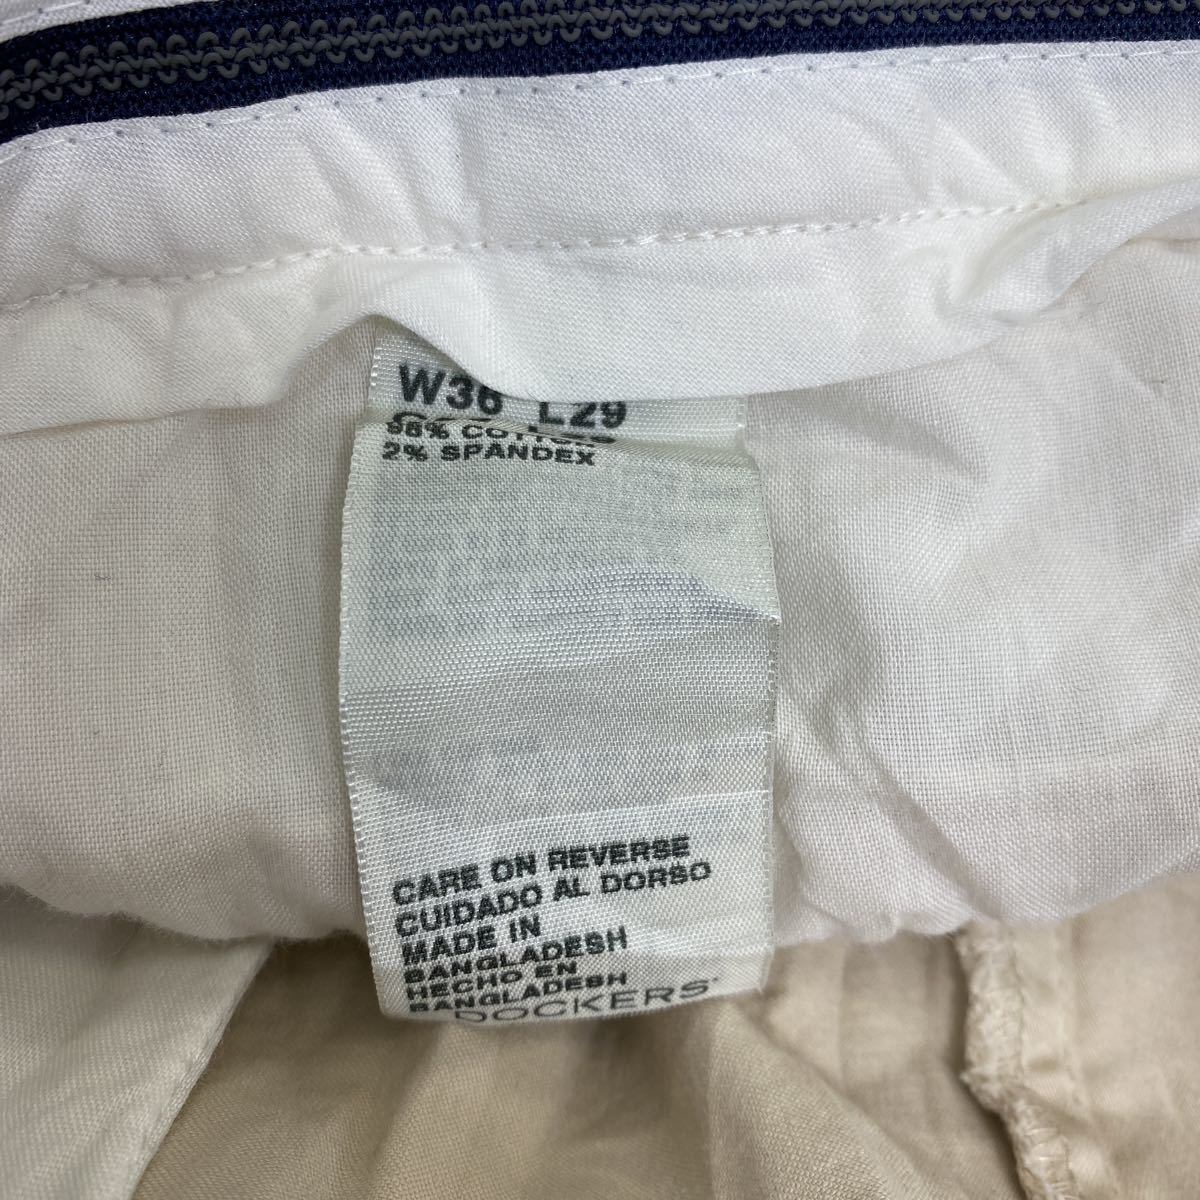 W36 L29
98% COTTON
2% SPANDEX
CARE ON REVERSE
CUIDADO AL DORSO
MADE IN
BANGLADESH
HECHO EN
BANGLADESH
DOCKERS